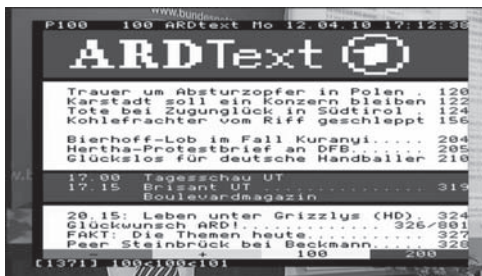 www.bundes
P100 100 ARDtext Mo 12.04.10 17:12:38
ARDText
Trauer um Absturzopfer in Polen . 120
Karstadt soll ein Konzern bleiben 122
Tote bei Zugunglück in Südtirol . 124
Kohlefrachter vom Riff geschleppt 156
Bierhoff-Lob im Fall Kuranyi..... 204
Hertha-Protestbrief an DFB....... 205
Glückslos für deutsche Handballer 210
17.00 Tagesschau UT
17.15 Brisant UT ............... 319
Boulevardmagazin
20.15: Leben unter Grizzlys (HD). 324
Glückwunsch ARD!........... 326/801
FAKT: Die Themen heute........... 327
Peer Steinbrück bei Beckmann..... 328
- + 100 200
[1371] 100<100<101